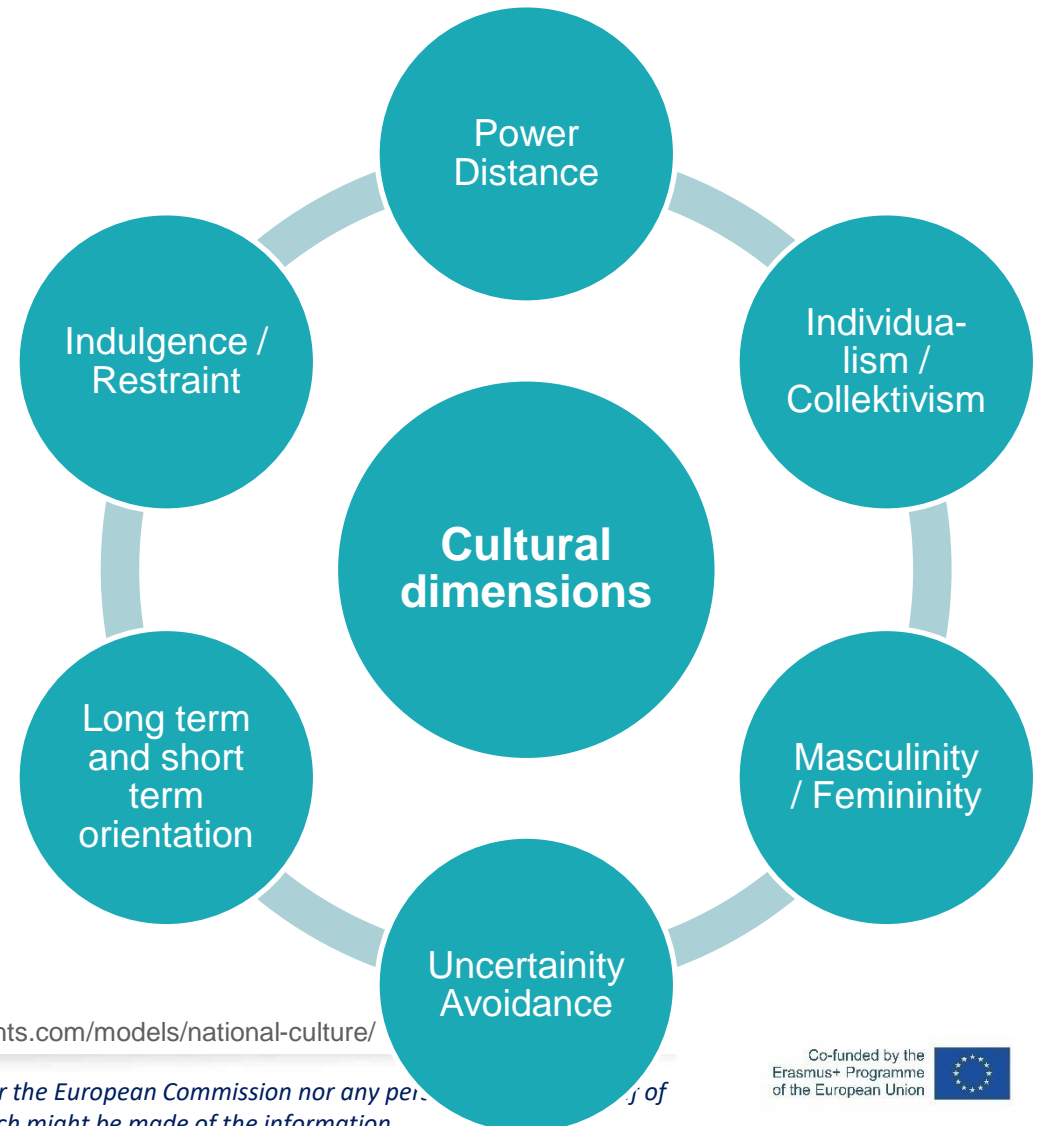 Power
Distance
Individua-
lism /
Collektivism
Masculinity
/ Femininity
Uncertainity
Avoidance
Long term
and short
term
orientation
Indulgence /
Restraint
Cultural
dimensions
nts.com/models/national-culture/
r the European Commission nor any of
ch might be made of the information
Co-funded by the
Erasmus+ Programme
of the European Union